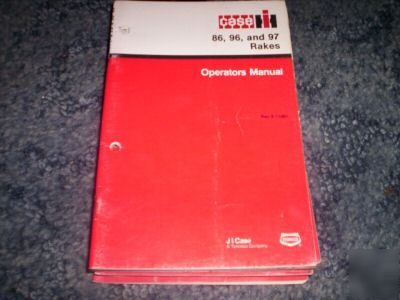 CASE IH
86, 96, and 97
Rakes
Operators Manual
J I Case
A Tenneco Company